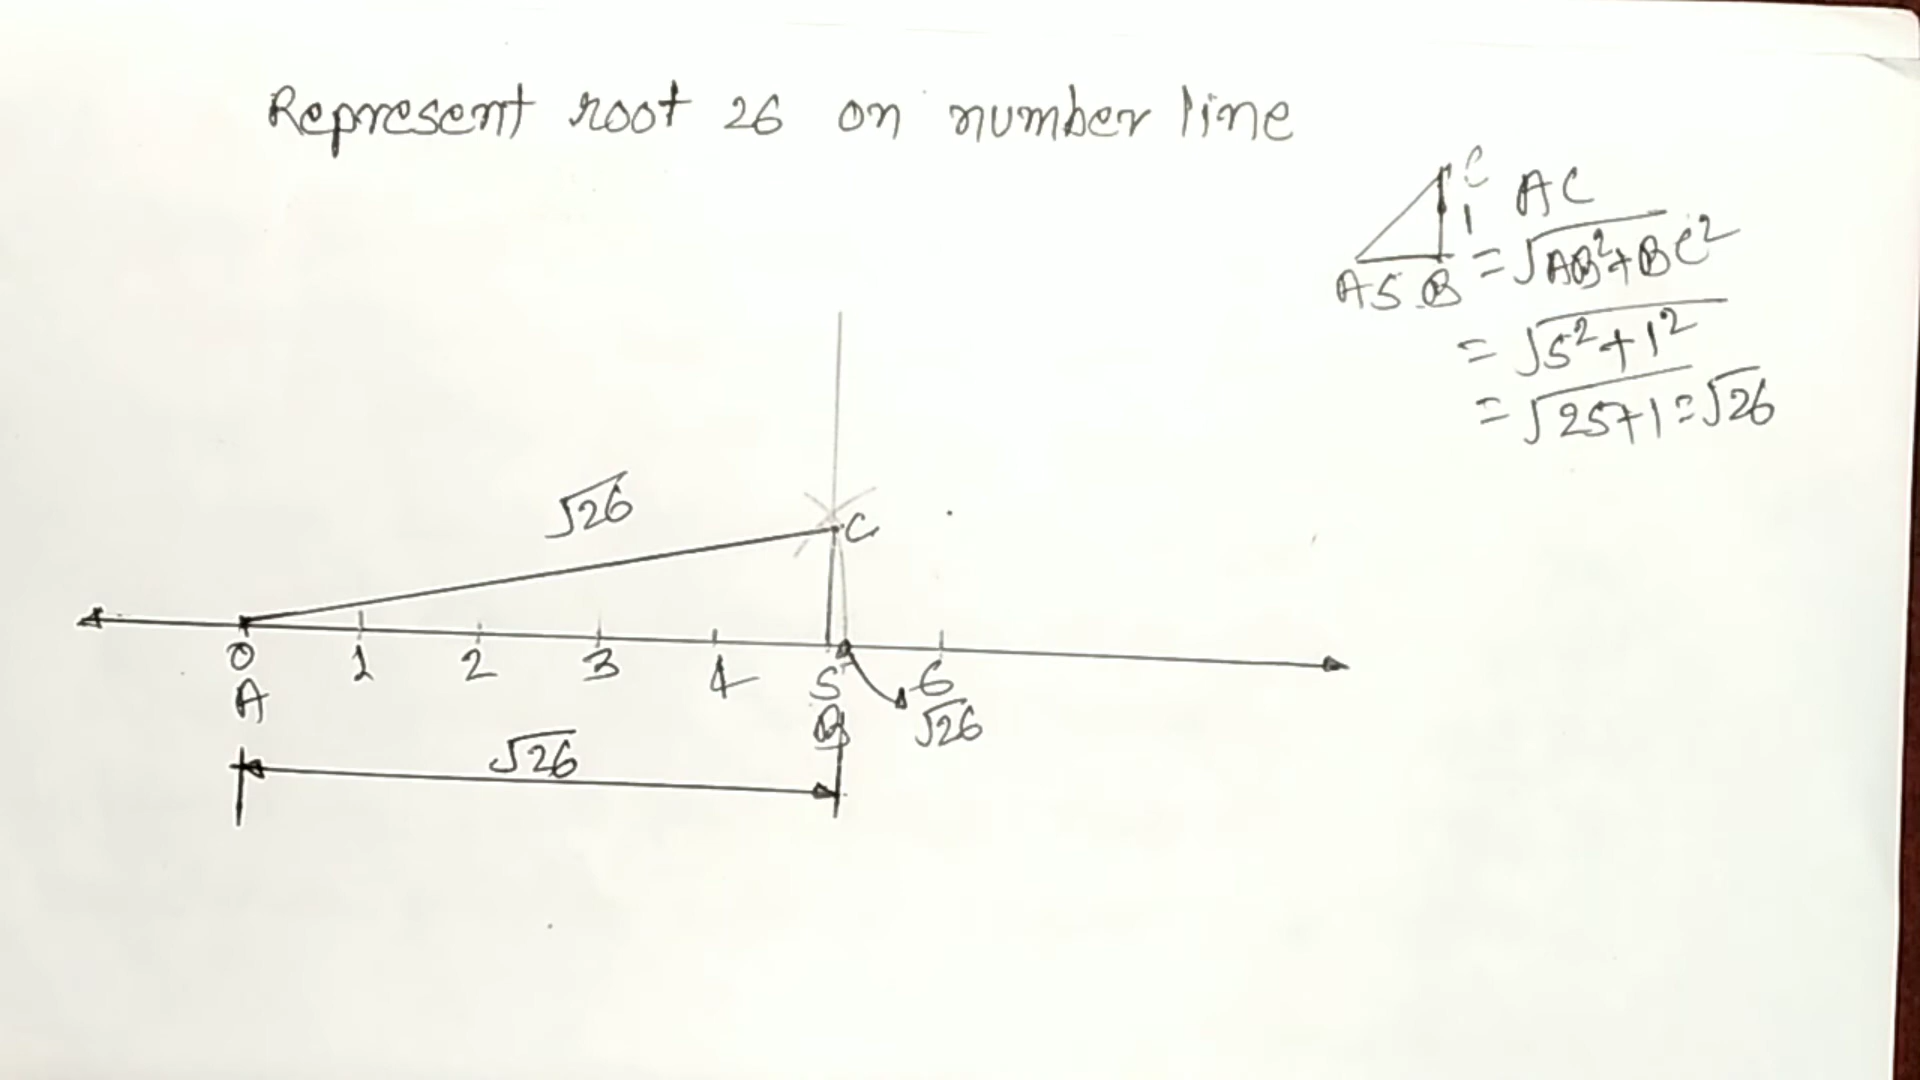 Represent root 26 on number line
C
1
A 5 B
AC
= √AB²+BC²
= √5²+1²
= √25+1 = √26
√26
C
0 1 2 3 4 5 6
A B √26
√26